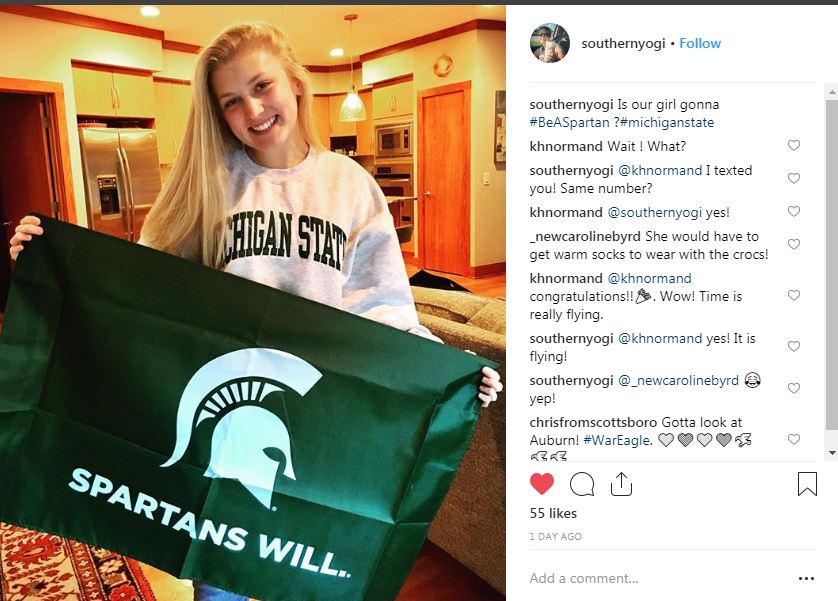 southernyogi • Follow
southernyogi Is our girl gonna
#BeASpartan ?#michiganstate
khnormand Wait ! What?
southernyogi @khnormand I texted
you! Same number?
khnormand @southernyogi yes!
_newcarolinebyrd She would have to
get warm socks to wear with the crocs!
khnormand @khnormand
congratulations!!🎓. Wow! Time is
really flying.
southernyogi @khnormand yes! It is
flying!
southernyogi @_newcarolinebyrd 😂
yep!
chrisfromscottsboro Gotta look at
Auburn! #WarEagle.
55 likes
1 DAY AGO
Add a comment...
CHIGAN STAT
SPARTANS WILL.